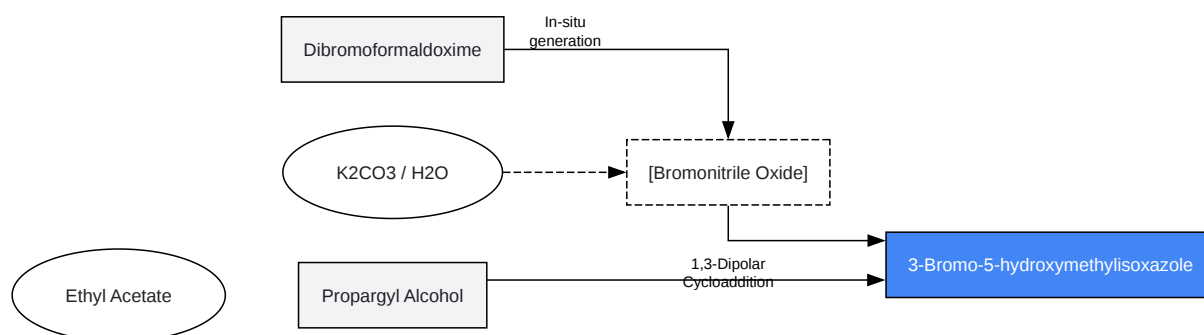 In-situ
generation
Dibromoformaldoxime
K2CO3 / H2O
[Bromonitrile Oxide]
1,3-Dipolar
Cycloaddition
3-Bromo-5-hydroxymethylisoxazole
Ethyl Acetate
Propargyl Alcohol